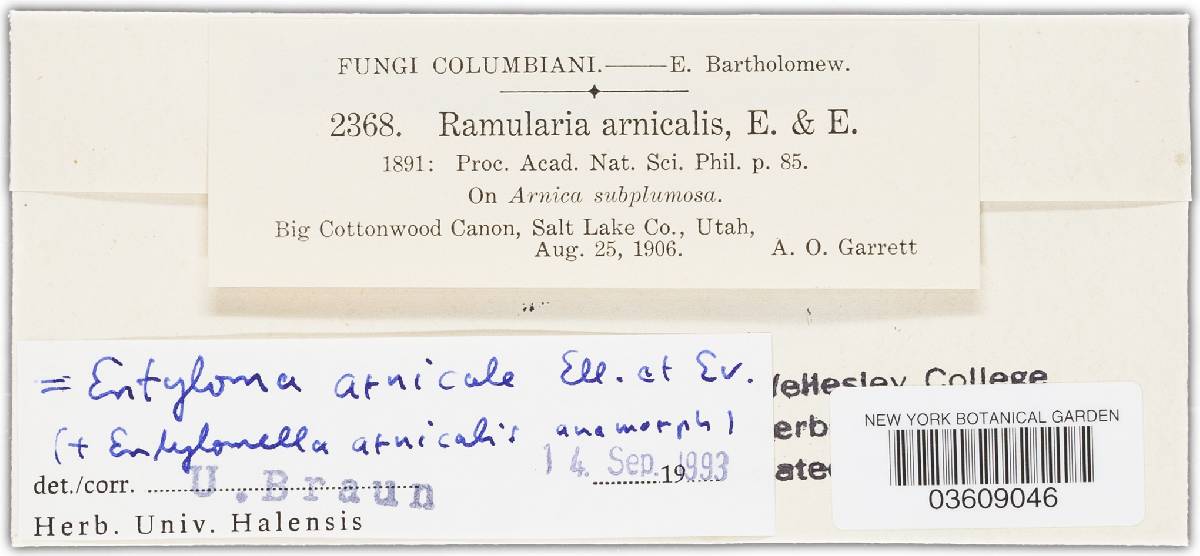 FUNGI COLUMBIANI.——E. Bartholomew.
2368. Ramularia arnicalis, E. & E.
1891: Proc. Acad. Nat. Sci. Phil. p. 85.
On Arnica subplumosa.
Big Cottonwood Canon, Salt Lake Co., Utah,
Aug. 25, 1906. A. O. Garrett
= Entyloma arnicale Ell. et Ev.
(+ Entylomella arnicalis anamorph)
det./corr. U. Braun 14. Sep. 19 1993
Herb. Univ. Halensis
Wellesley College
NEW YORK BOTANICAL GARDEN
03609046